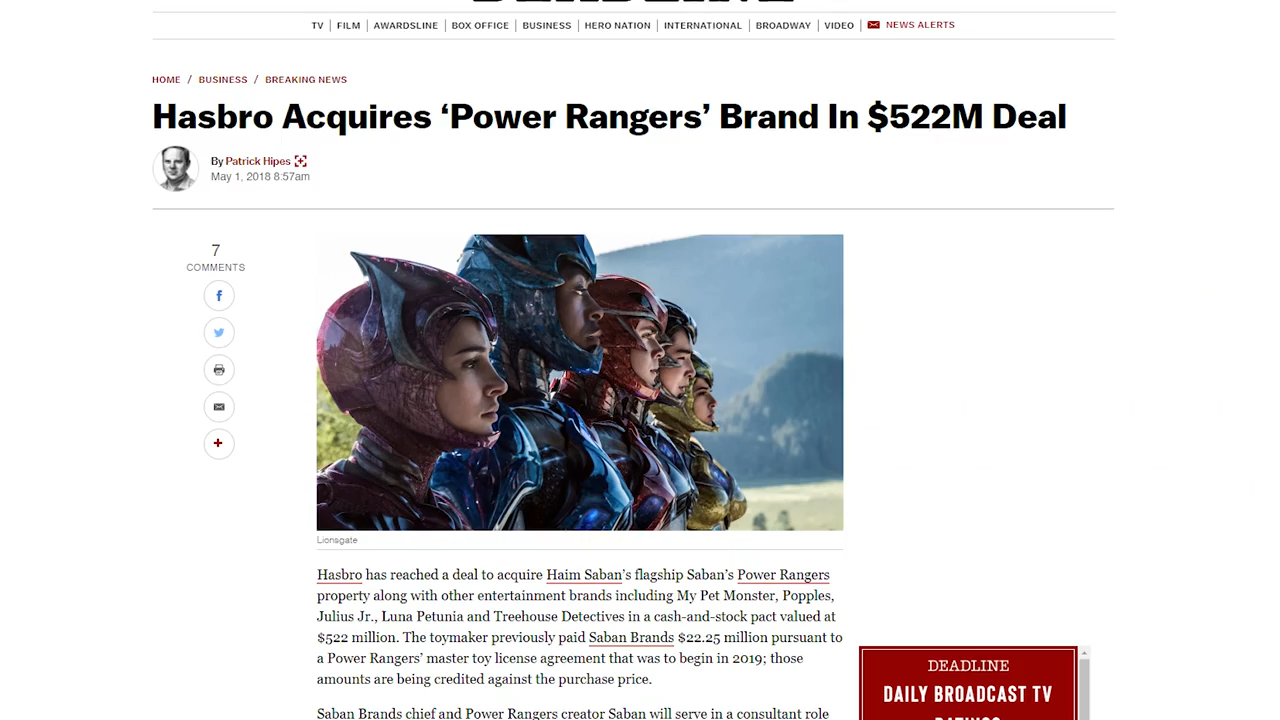 TV | FILM | AWARDSLINE | BOX OFFICE | BUSINESS | HERO NATION | INTERNATIONAL | BROADWAY | VIDEO | NEWS ALERTS
HOME / BUSINESS / BREAKING NEWS
Hasbro Acquires ‘Power Rangers’ Brand In $522M Deal
By Patrick Hipes
May 1, 2018 8:57am
7
COMMENTS
Lionsgate
Hasbro has reached a deal to acquire Haim Saban’s flagship Saban’s Power Rangers
property along with other entertainment brands including My Pet Monster, Popples,
Julius Jr., Luna Petunia and Treehouse Detectives in a cash-and-stock pact valued at
$522 million. The toymaker previously paid Saban Brands $22.25 million pursuant to
a Power Rangers’ master toy license agreement that was to begin in 2019; those
amounts are being credited against the purchase price.
Saban Brands chief and Power Rangers creator Saban will serve in a consultant role
DEADLINE
DAILY BROADCAST TV
RATINGS